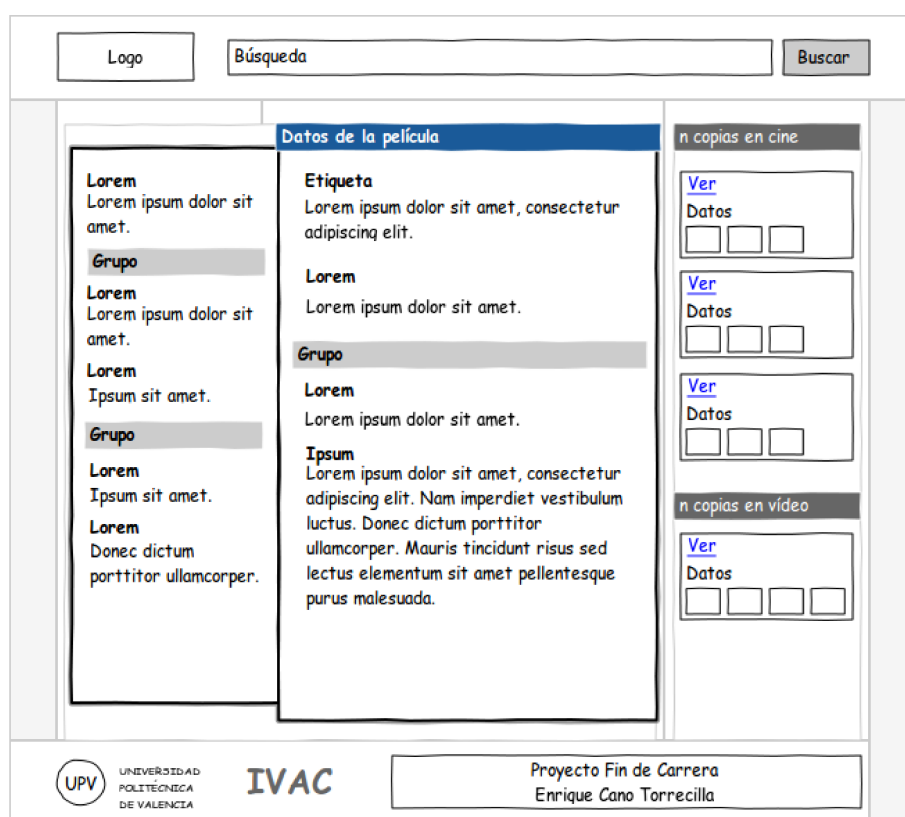 Logo
Búsqueda
Buscar
Lorem
Lorem ipsum dolor sit
amet.
Grupo
Lorem
Lorem ipsum dolor sit
amet.
Lorem
Ipsum sit amet.
Grupo
Lorem
Ipsum sit amet.
Lorem
Donec dictum
porttitor ullamcorper.
Datos de la película
Etiqueta
Lorem ipsum dolor sit amet, consectetur
adipiscing elit.
Lorem
Lorem ipsum dolor sit amet.
Grupo
Lorem
Lorem ipsum dolor sit amet.
Ipsum
Lorem ipsum dolor sit amet, consectetur
adipiscing elit. Nam imperdiet vestibulum
luctus. Donec dictum porttitor
ullamcorper. Mauris tincidunt risus sed
lectus elementum sit amet pellentesque
purus malesuada.
n copias en cine
Ver
Datos
Ver
Datos
Ver
Datos
n copias en vídeo
Ver
Datos
UPV
UNIVERSIDAD
POLITÉCNICA
DE VALENCIA
IVAC
Proyecto Fin de Carrera
Enrique Cano Torrecilla